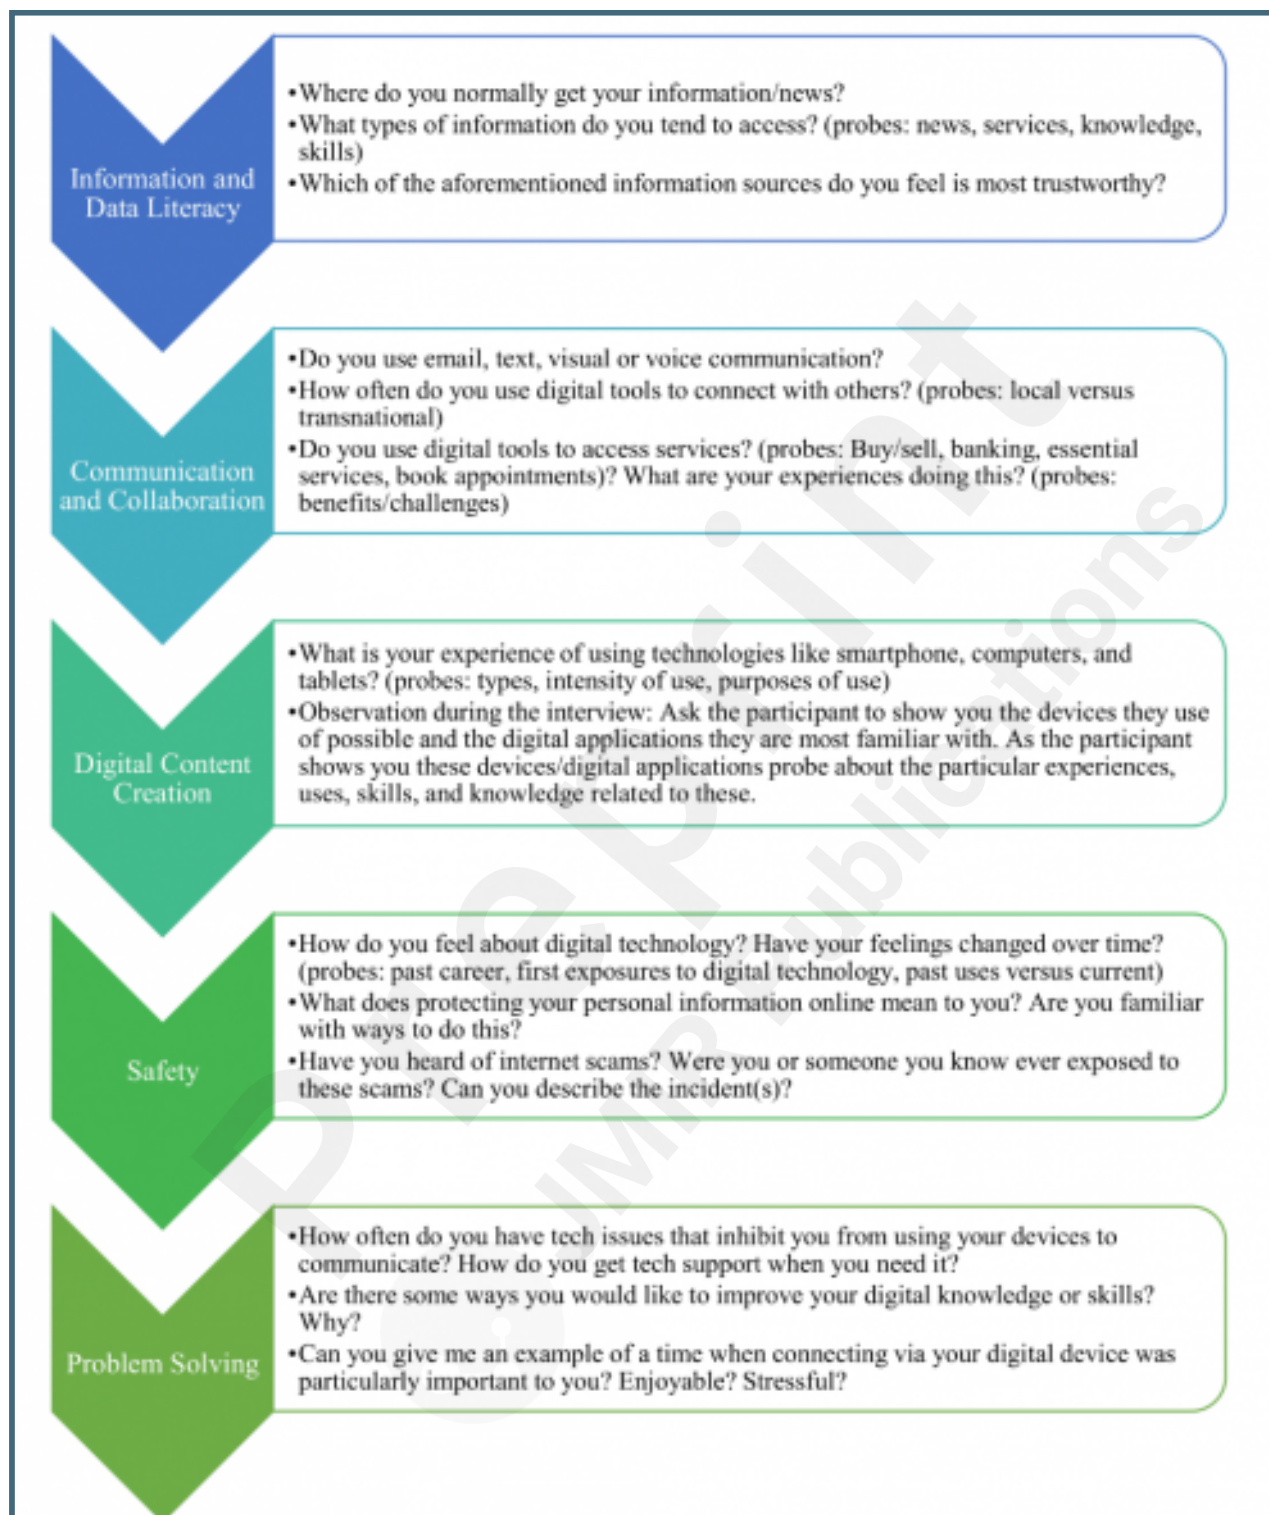 Information and
Data Literacy
•Where do you normally get your information/news?
•What types of information do you tend to access? (probes: news, services, knowledge,
skills)
•Which of the aforementioned information sources do you feel is most trustworthy?
Communication
and Collaboration
•Do you use email, text, visual or voice communication?
•How often do you use digital tools to connect with others? (probes: local versus
transnational)
•Do you use digital tools to access services? (probes: Buy/sell, banking, essential
services, book appointments)? What are your experiences doing this? (probes:
benefits/challenges)
Digital Content
Creation
•What is your experience of using technologies like smartphone, computers, and
tablets? (probes: types, intensity of use, purposes of use)
•Observation during the interview: Ask the participant to show you the devices they use
of possible and the digital applications they are most familiar with. As the participant
shows you these devices/digital applications probe about the particular experiences,
uses, skills, and knowledge related to these.
Safety
•How do you feel about digital technology? Have your feelings changed over time?
(probes: past career, first exposures to digital technology, past uses versus current)
•What does protecting your personal information online mean to you? Are you familiar
with ways to do this?
•Have you heard of internet scams? Were you or someone you know ever exposed to
these scams? Can you describe the incident(s)?
Problem Solving
•How often do you have tech issues that inhibit you from using your devices to
communicate? How do you get tech support when you need it?
•Are there some ways you would like to improve your digital knowledge or skills?
Why?
•Can you give me an example of a time when connecting via your digital device was
particularly important to you? Enjoyable? Stressful?
Preprint
JMIR Publications